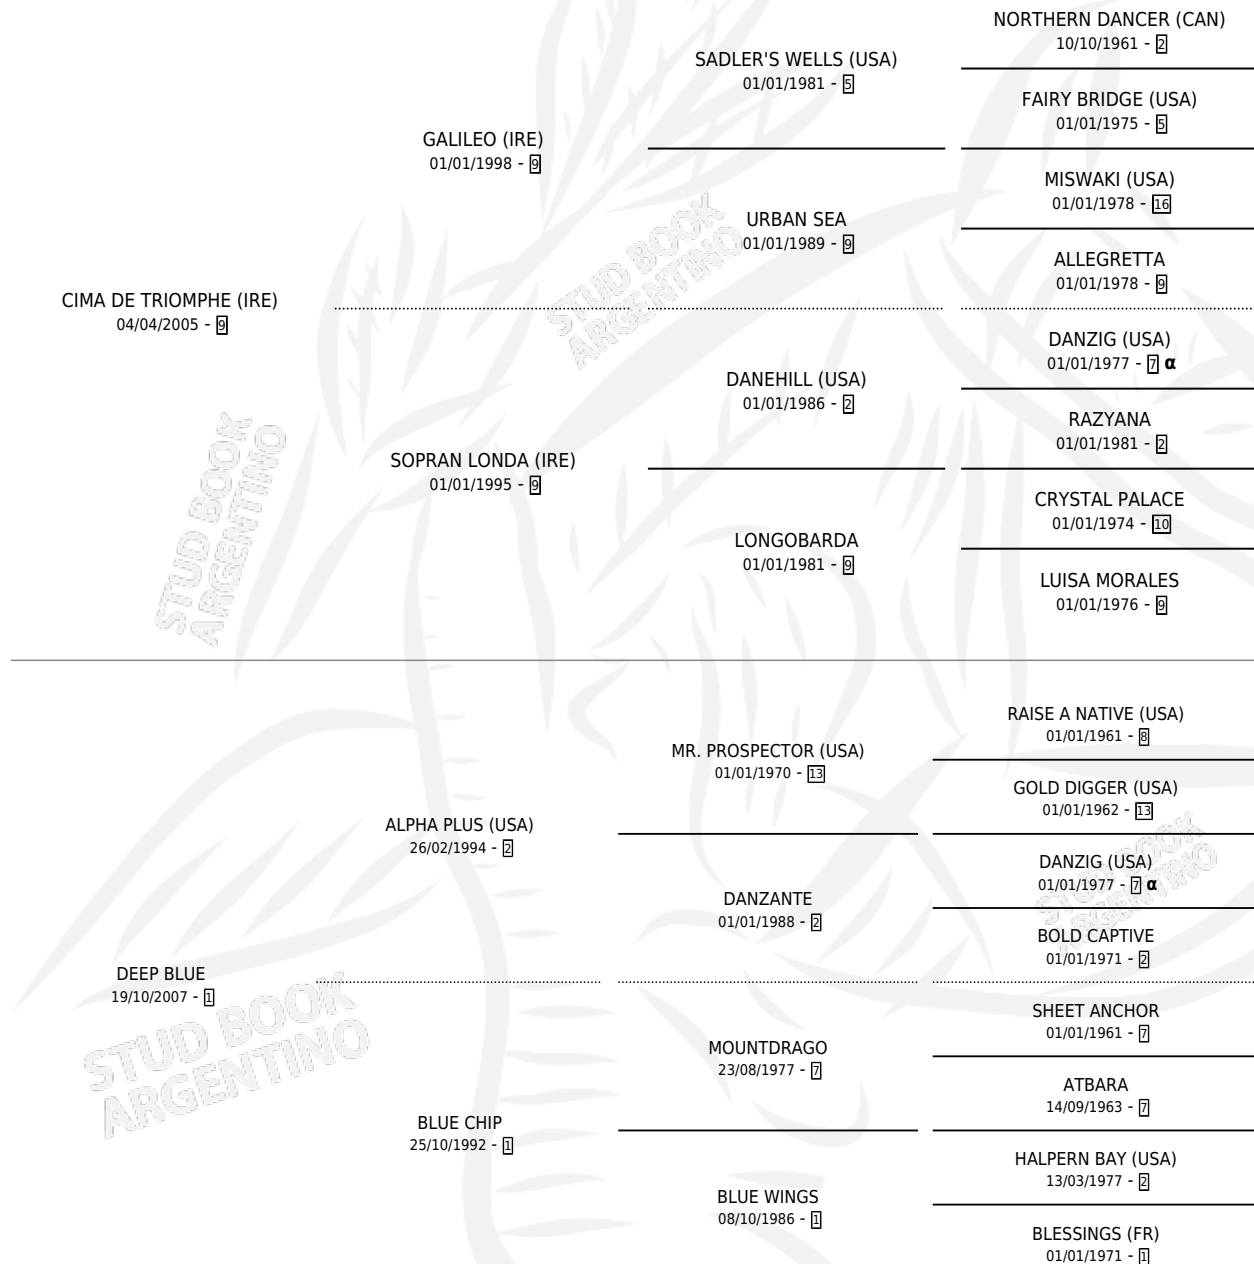 NORTHERN DANCER (CAN)
10/10/1961 - 2
SADLER'S WELLS (USA)
01/01/1981 - 5
FAIRY BRIDGE (USA)
01/01/1975 - 5
GALILEO (IRE)
01/01/1998 - 9
MISWAKI (USA)
01/01/1978 - 16
URBAN SEA
01/01/1989 - 9
ALLEGRETTA
01/01/1978 - 9
CIMA DE TRIOMPHE (IRE)
04/04/2005 - 9
DANZIG (USA)
01/01/1977 - 7 α
DANEHILL (USA)
01/01/1986 - 2
RAZYANA
01/01/1981 - 2
SOPRAN LONDA (IRE)
01/01/1995 - 9
CRYSTAL PALACE
01/01/1974 - 10
LONGOBARDA
01/01/1981 - 9
LUISA MORALES
01/01/1976 - 9
RAISE A NATIVE (USA)
01/01/1961 - 8
MR. PROSPECTOR (USA)
01/01/1970 - 13
GOLD DIGGER (USA)
01/01/1962 - 13
ALPHA PLUS (USA)
26/02/1994 - 2
DANZIG (USA)
01/01/1977 - 7 α
DANZANTE
01/01/1988 - 2
BOLD CAPTIVE
01/01/1971 - 2
DEEP BLUE
19/10/2007 - 1
SHEET ANCHOR
01/01/1961 - 7
MOUNTDRAGO
23/08/1977 - 7
ATBARA
14/09/1963 - 7
BLUE CHIP
25/10/1992 - 1
HALPERN BAY (USA)
13/03/1977 - 2
BLUE WINGS
08/10/1986 - 1
BLESSINGS (FR)
01/01/1971 - 1
STUD BOOK
ARGENTINO
STUD BOOK
ARGENTINO
STUD BOOK
ARGENTINO
STUD BOOK
ARGENTINO